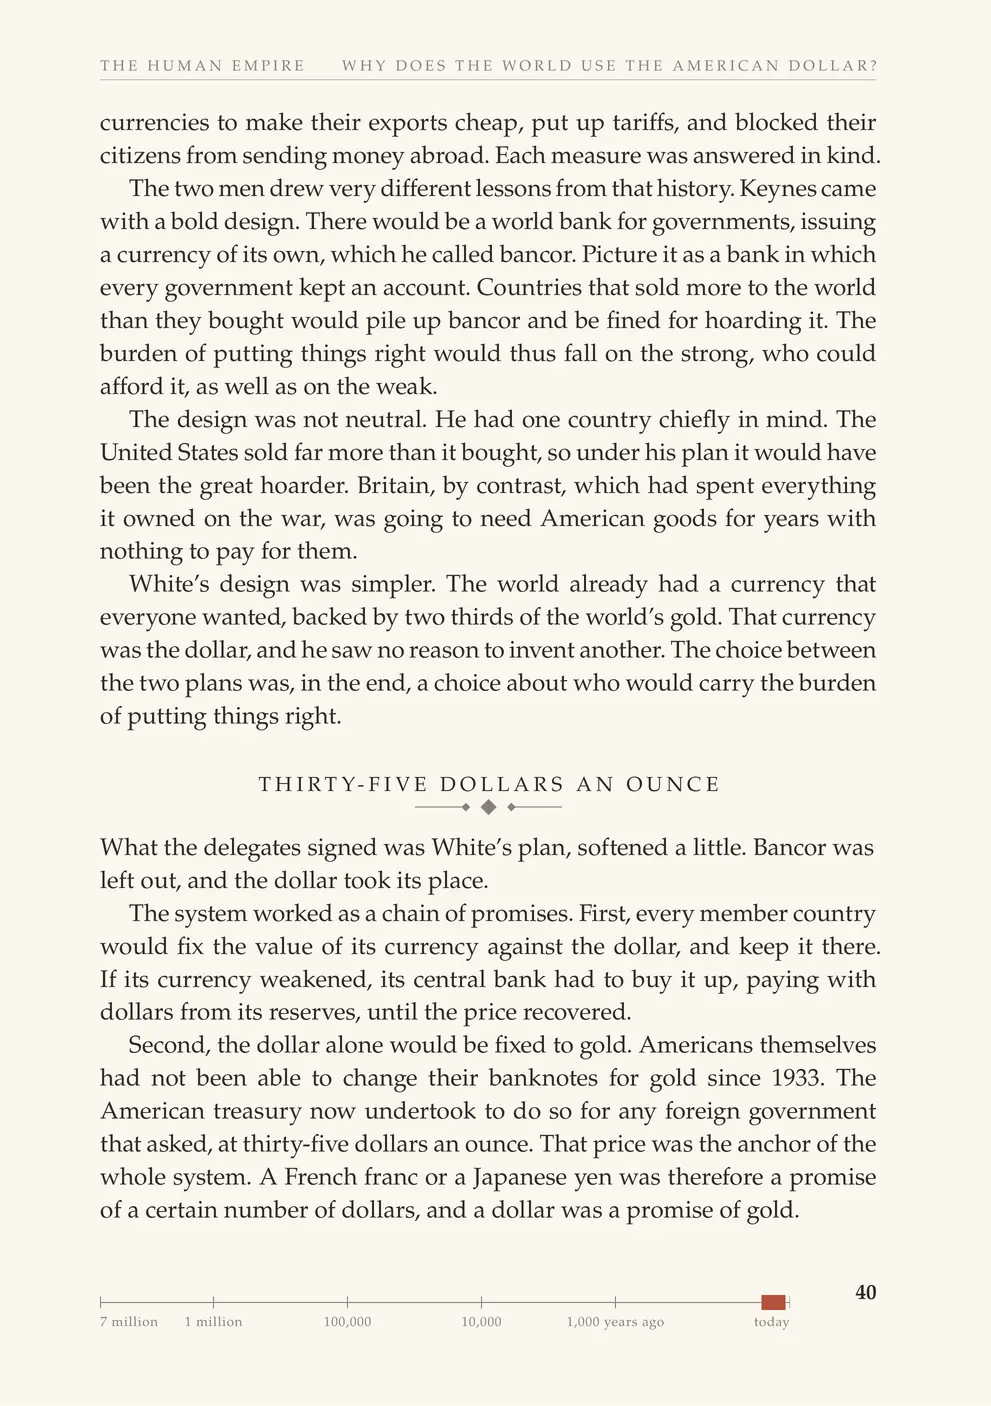 THE HUMAN EMPIRE WHY DOES THE WORLD USE THE AMERICAN DOLLAR?
currencies to make their exports cheap, put up tariffs, and blocked their
citizens from sending money abroad. Each measure was answered in kind.
The two men drew very different lessons from that history. Keynes came
with a bold design. There would be a world bank for governments, issuing
a currency of its own, which he called bancor. Picture it as a bank in which
every government kept an account. Countries that sold more to the world
than they bought would pile up bancor and be fined for hoarding it. The
burden of putting things right would thus fall on the strong, who could
afford it, as well as on the weak.
The design was not neutral. He had one country chiefly in mind. The
United States sold far more than it bought, so under his plan it would have
been the great hoarder. Britain, by contrast, which had spent everything
it owned on the war, was going to need American goods for years with
nothing to pay for them.
White’s design was simpler. The world already had a currency that
everyone wanted, backed by two thirds of the world’s gold. That currency
was the dollar, and he saw no reason to invent another. The choice between
the two plans was, in the end, a choice about who would carry the burden
of putting things right.
THIRTY-FIVE DOLLARS AN OUNCE
What the delegates signed was White’s plan, softened a little. Bancor was
left out, and the dollar took its place.
The system worked as a chain of promises. First, every member country
would fix the value of its currency against the dollar, and keep it there.
If its currency weakened, its central bank had to buy it up, paying with
dollars from its reserves, until the price recovered.
Second, the dollar alone would be fixed to gold. Americans themselves
had not been able to change their banknotes for gold since 1933. The
American treasury now undertook to do so for any foreign government
that asked, at thirty-five dollars an ounce. That price was the anchor of the
whole system. A French franc or a Japanese yen was therefore a promise
of a certain number of dollars, and a dollar was a promise of gold.
40
7 million 1 million 100,000 10,000 1,000 years ago today